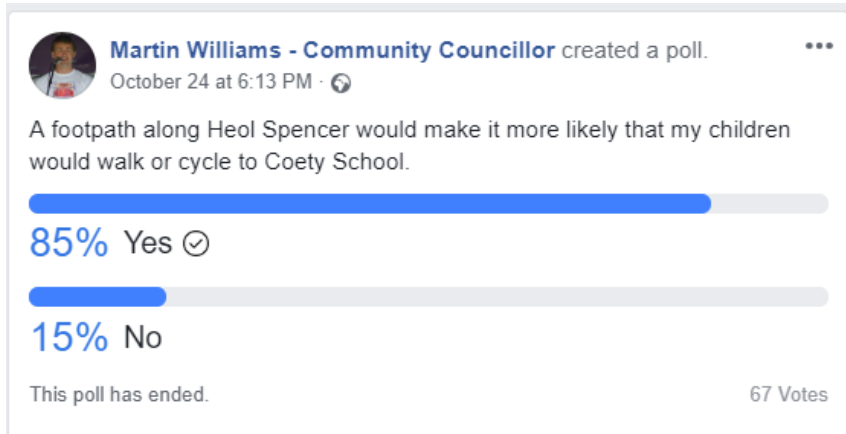 Martin Williams - Community Councillor created a poll.
October 24 at 6:13 PM ·
A footpath along Heol Spencer would make it more likely that my children
would walk or cycle to Coety School.
85% Yes
15% No
This poll has ended.
67 Votes